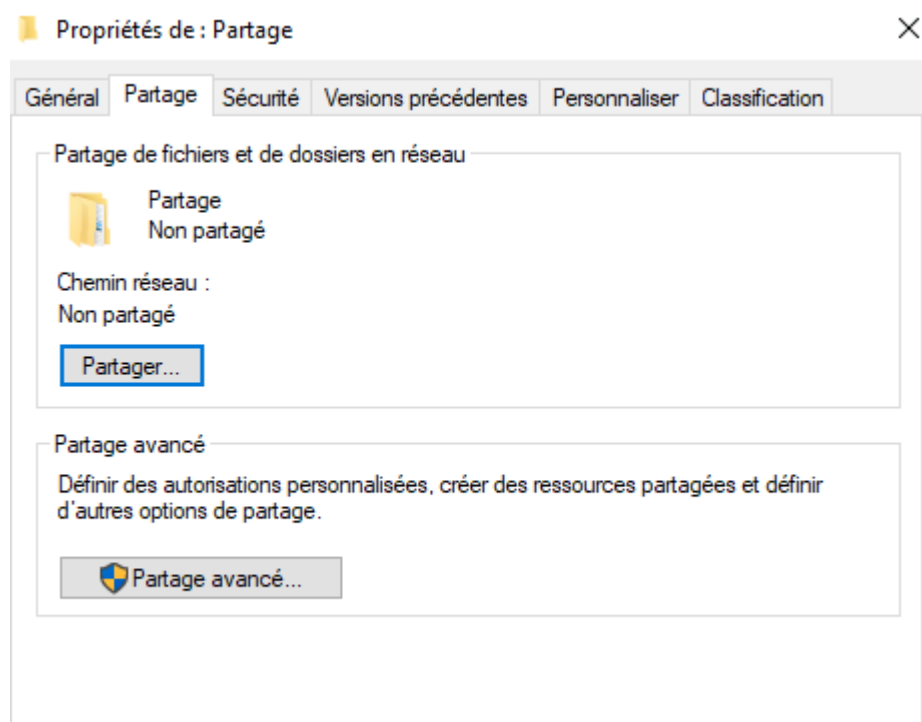 Propriétés de : Partage
Général Partage Sécurité Versions précédentes Personnaliser Classification
Partage de fichiers et de dossiers en réseau
Partage
Non partagé
Chemin réseau :
Non partagé
Partager...
Partage avancé
Définir des autorisations personnalisées, créer des ressources partagées et définir
d'autres options de partage.
Partage avancé...